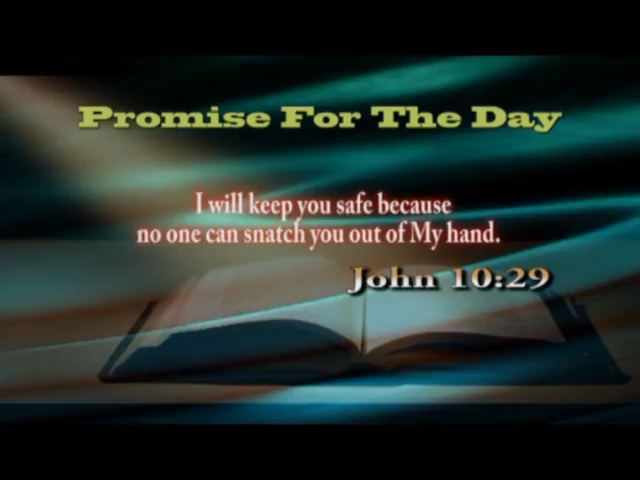 Promise For The Day
I will keep you safe because
no one can snatch you out of My hand.
John 10:29